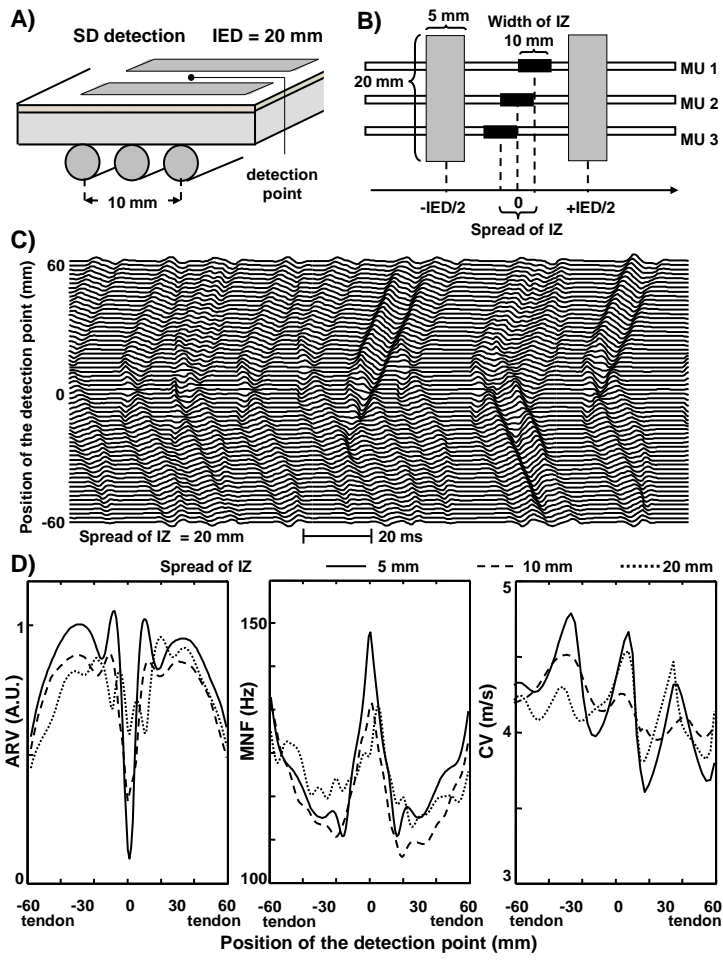 A)
SD detection IED = 20 mm
detection point
10 mm
B)
5 mm
Width of IZ
10 mm
20 mm
MU 1
MU 2
MU 3
-IED/2 0 +IED/2
Spread of IZ
C)
Position of the detection point (mm)
60
0
-60
Spread of IZ = 20 mm
20 ms
D)
Spread of IZ 5 mm 10 mm 20 mm
ARV (A.U.)
1
0
-60 -30 0 30 60
tendon tendon
MNF (Hz)
150
100
-60 -30 0 30 60
tendon tendon
CV (m/s)
5
4
3
-60 -30 0 30 60
tendon tendon
Position of the detection point (mm)